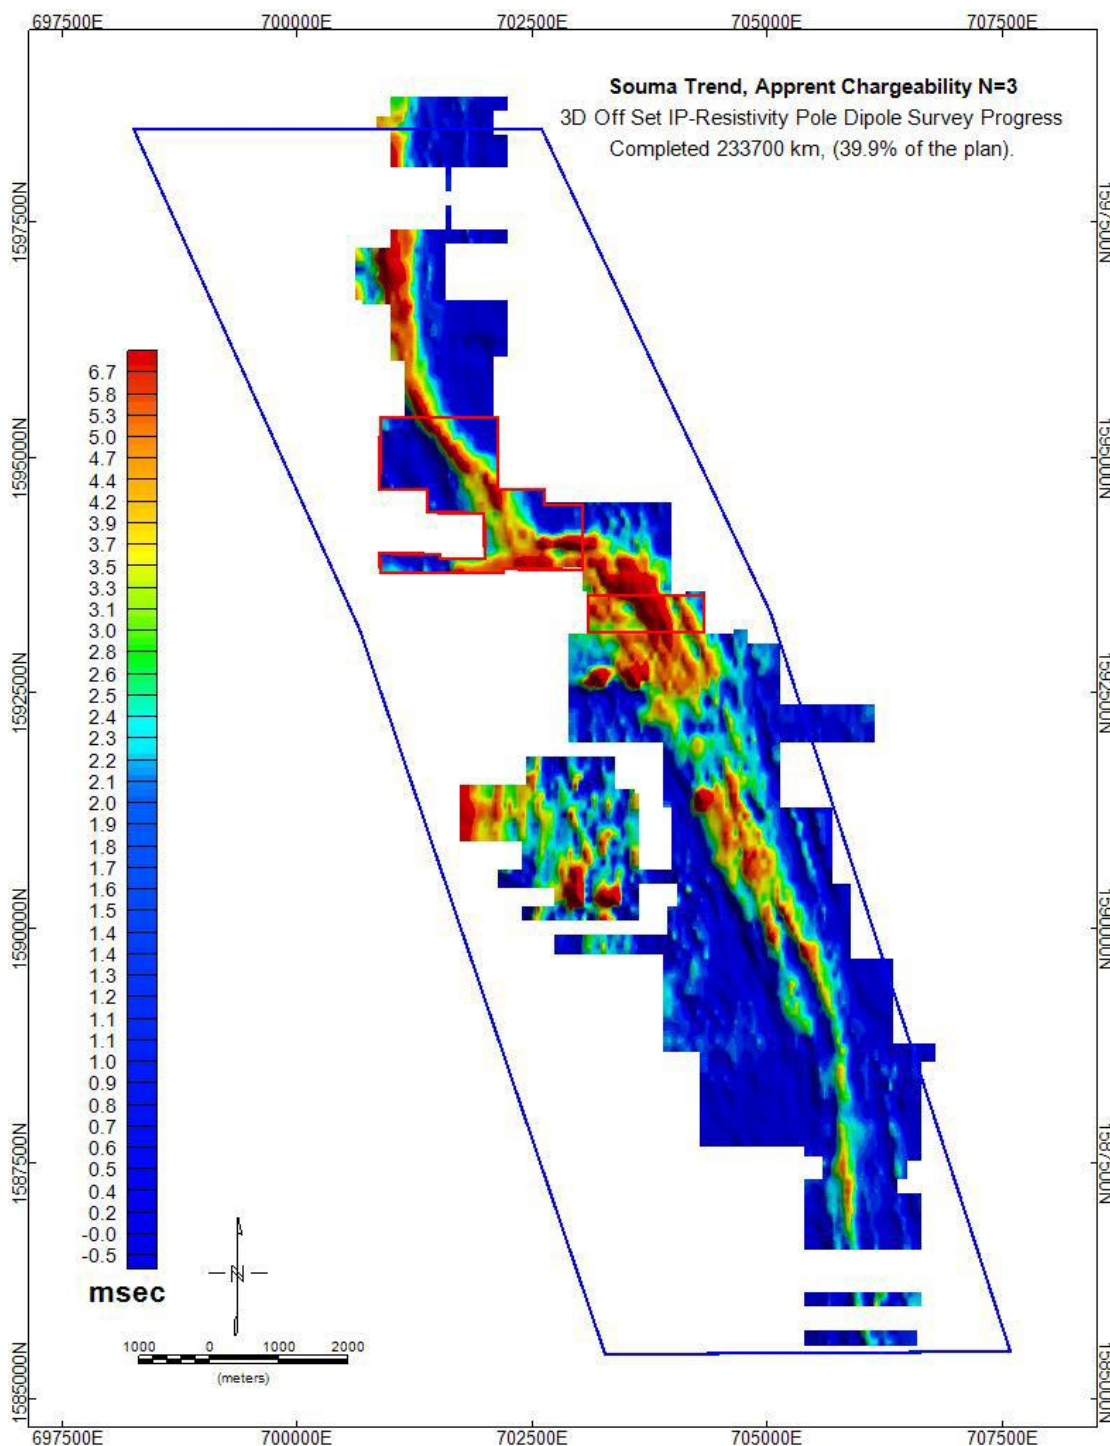 697500E 700000E 702500E 705000E 707500E
Souma Trend, Apprent Chargeability N=3
3D Off Set IP-Resistivity Pole Dipole Survey Progress
Completed 233700 km, (39.9% of the plan).
1597500N
1595000N
1592500N
1590000N
1587500N
1585000N
1597500N
1595000N
1592500N
1590000N
1587500N
1585000N
6.7
5.8
5.3
5.0
4.7
4.4
4.2
3.9
3.7
3.5
3.3
3.1
3.0
2.8
2.6
2.5
2.4
2.3
2.2
2.1
2.0
1.9
1.8
1.7
1.6
1.5
1.4
1.3
1.2
1.1
1.1
1.0
0.9
0.8
0.7
0.6
0.5
0.4
0.2
-0.0
-0.5
msec
N
1000 0 1000 2000
(meters)
697500E 700000E 702500E 705000E 707500E